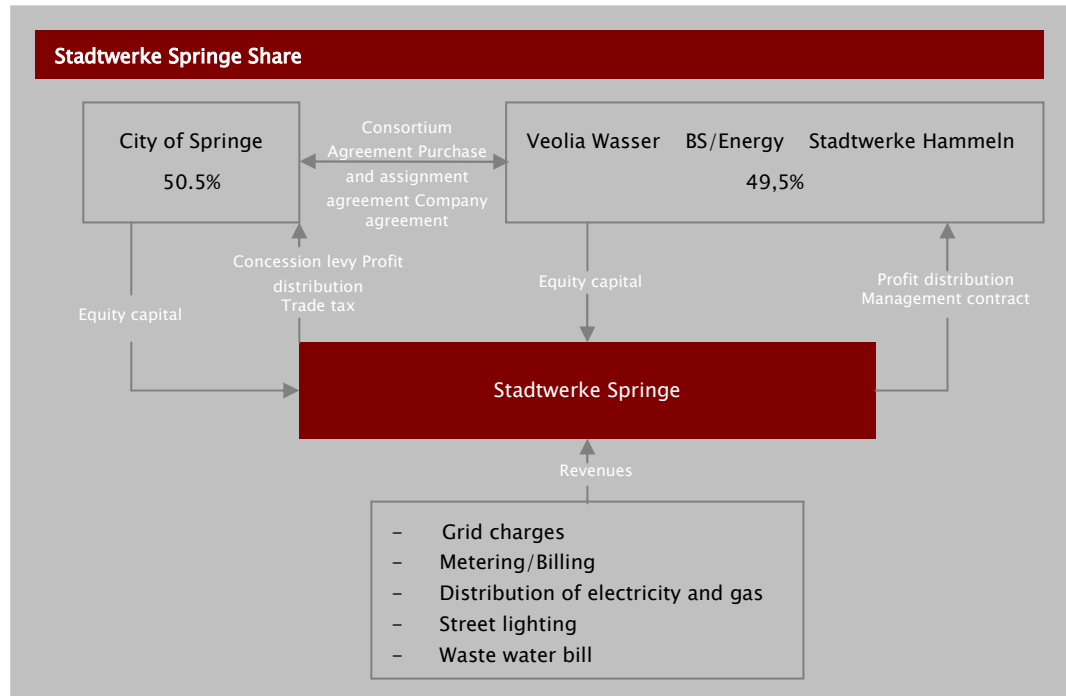 Stadtwerke Springe Share
City of Springe
50.5%
Consortium
Agreement Purchase
and assignment
agreement Company
agreement
Veolia Wasser BS/Energy Stadtwerke Hammeln
49,5%
Equity capital
Concession levy Profit
distribution
Trade tax
Equity capital
Profit distribution
Management contract
Stadtwerke Springe
Revenues
– Grid charges
– Metering/Billing
– Distribution of electricity and gas
– Street lighting
– Waste water bill